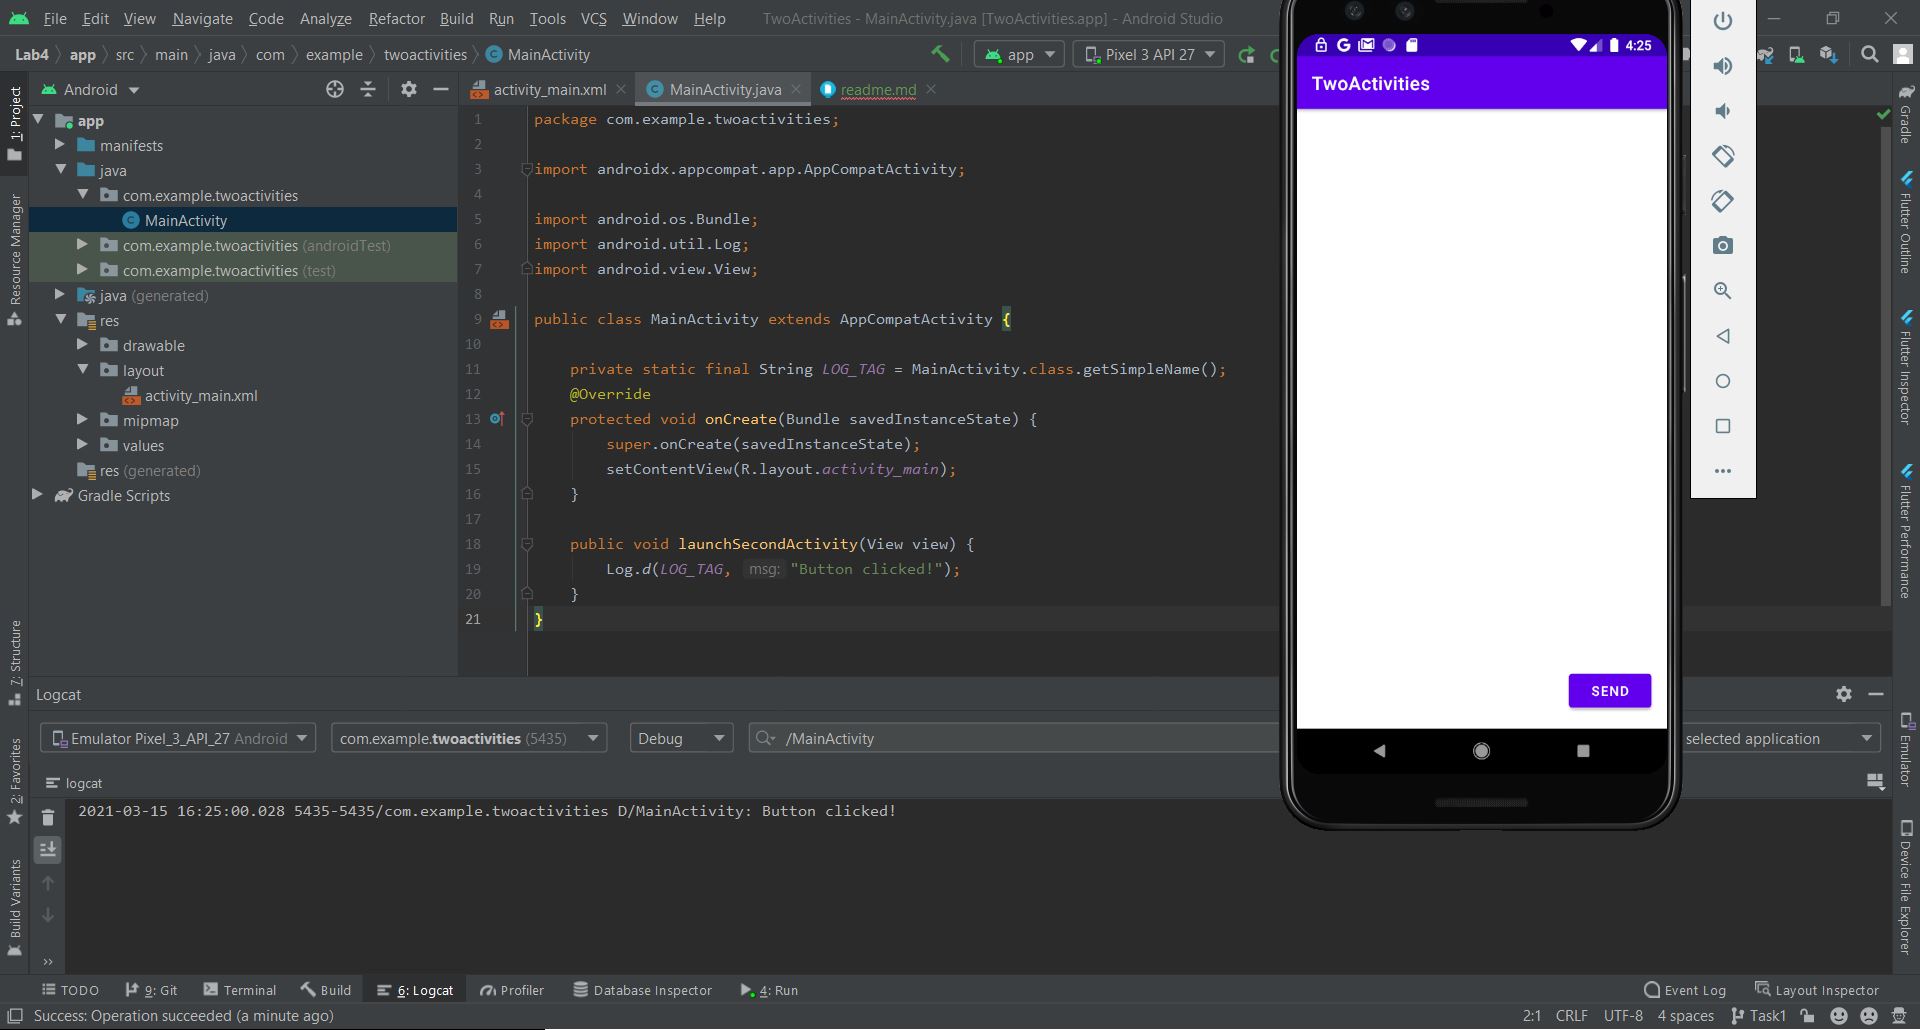 File Edit View Navigate Code Analyze Refactor Build Run Tools VCS Window Help TwoActivities - MainActivity.java [TwoActivities.app] - Android Studio
Lab4 app src main java com example twoactivities MainActivity app Pixel 3 API 27
Android
activity_main.xml MainActivity.java readme.md
1: Project
Resource Manager
7: Structure
2: Favorites
Build Variants
app
manifests
java
com.example.twoactivities
MainActivity
com.example.twoactivities (androidTest)
com.example.twoactivities (test)
java (generated)
res
drawable
layout
activity_main.xml
mipmap
values
res (generated)
Gradle Scripts
1 package com.example.twoactivities;
2
3 import androidx.appcompat.app.AppCompatActivity;
4
5 import android.os.Bundle;
6 import android.util.Log;
7 import android.view.View;
8
9 public class MainActivity extends AppCompatActivity {
10
11 private static final String LOG_TAG = MainActivity.class.getSimpleName();
12 @Override
13 protected void onCreate(Bundle savedInstanceState) {
14 super.onCreate(savedInstanceState);
15 setContentView(R.layout.activity_main);
16 }
17
18 public void launchSecondActivity(View view) {
19 Log.d(LOG_TAG, msg: "Button clicked!");
20 }
21 }
4:25
TwoActivities
SEND
Gradle
Flutter Outline
Flutter Inspector
Flutter Performance
Emulator
Device File Explorer
Logcat
Emulator Pixel_3_API_27 Android com.example.twoactivities (5435) Debug /MainActivity selected application
logcat
2021-03-15 16:25:00.028 5435-5435/com.example.twoactivities D/MainActivity: Button clicked!
TODO 9: Git Terminal Build 6: Logcat Profiler Database Inspector 4: Run Event Log Layout Inspector
Success: Operation succeeded (a minute ago) 2:1 CRLF UTF-8 4 spaces Task1